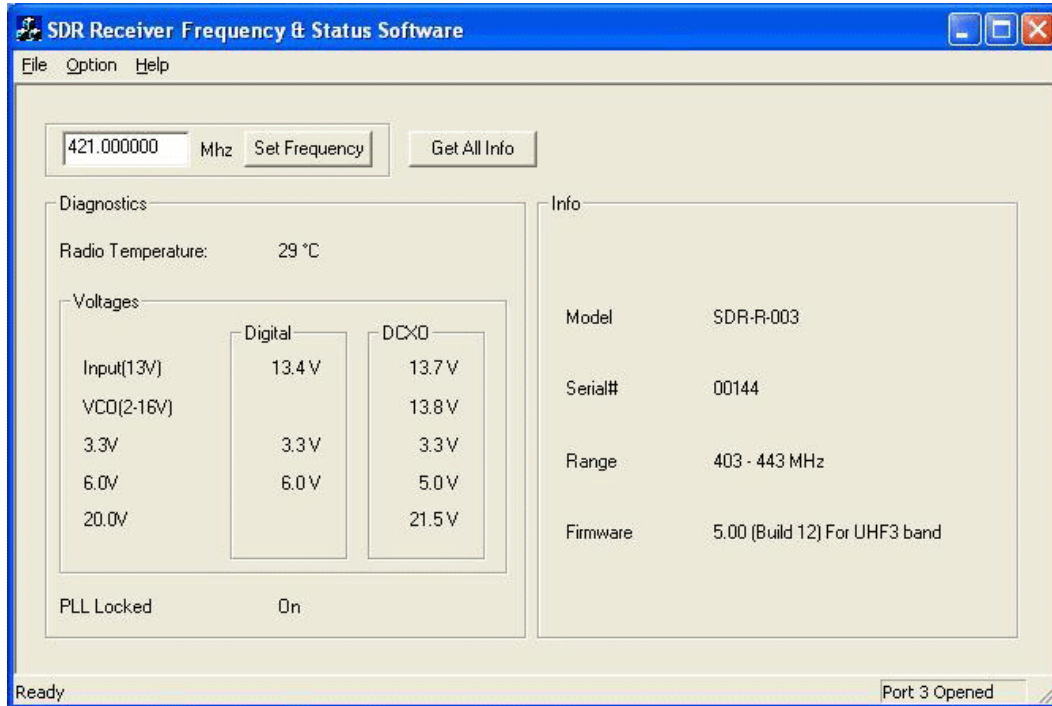 SDR Receiver Frequency & Status Software
File Option Help
421.000000 Mhz Set Frequency Get All Info
Diagnostics
Radio Temperature: 29 °C
Voltages
Digital DCXO
Input(13V) 13.4 V 13.7 V
VCO(2-16V) 13.8 V
3.3V 3.3 V 3.3 V
6.0V 6.0 V 5.0 V
20.0V 21.5 V
PLL Locked On
Info
Model SDR-R-003
Serial# 00144
Range 403 - 443 MHz
Firmware 5.00 (Build 12) For UHF3 band
Ready Port 3 Opened